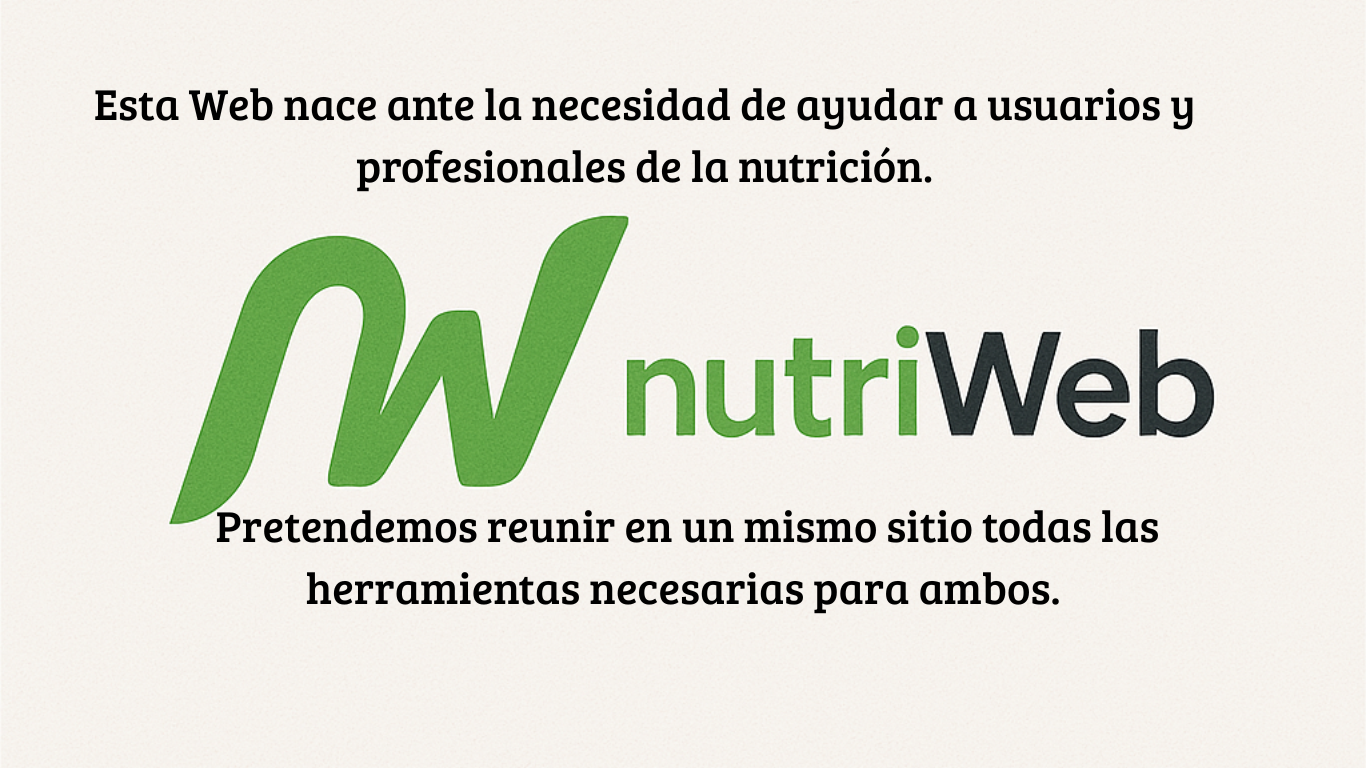 Esta Web nace ante la necesidad de ayudar a usuarios y
profesionales de la nutrición.
NW nutriWeb
Pretendemos reunir en un mismo sitio todas las
herramientas necesarias para ambos.